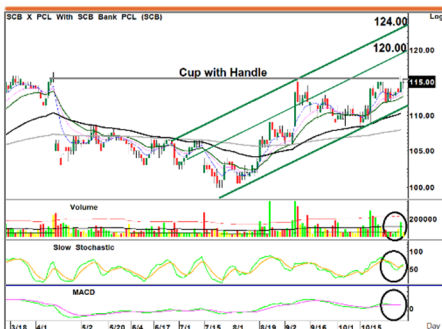 SCB X PCL With SCB Bank PCL (SCB)
Log
124.00
120.00
120.00
Cup with Handle
115.00
110.00
105.00
100.00
Volume
200000
Slow Stochastic
100
50
MACD
0
3/18 4/1 5/2 5/20 6/4 6/17 7/1 7/15 8/1 8/19 9/2 9/16 10/1 10/15 Day